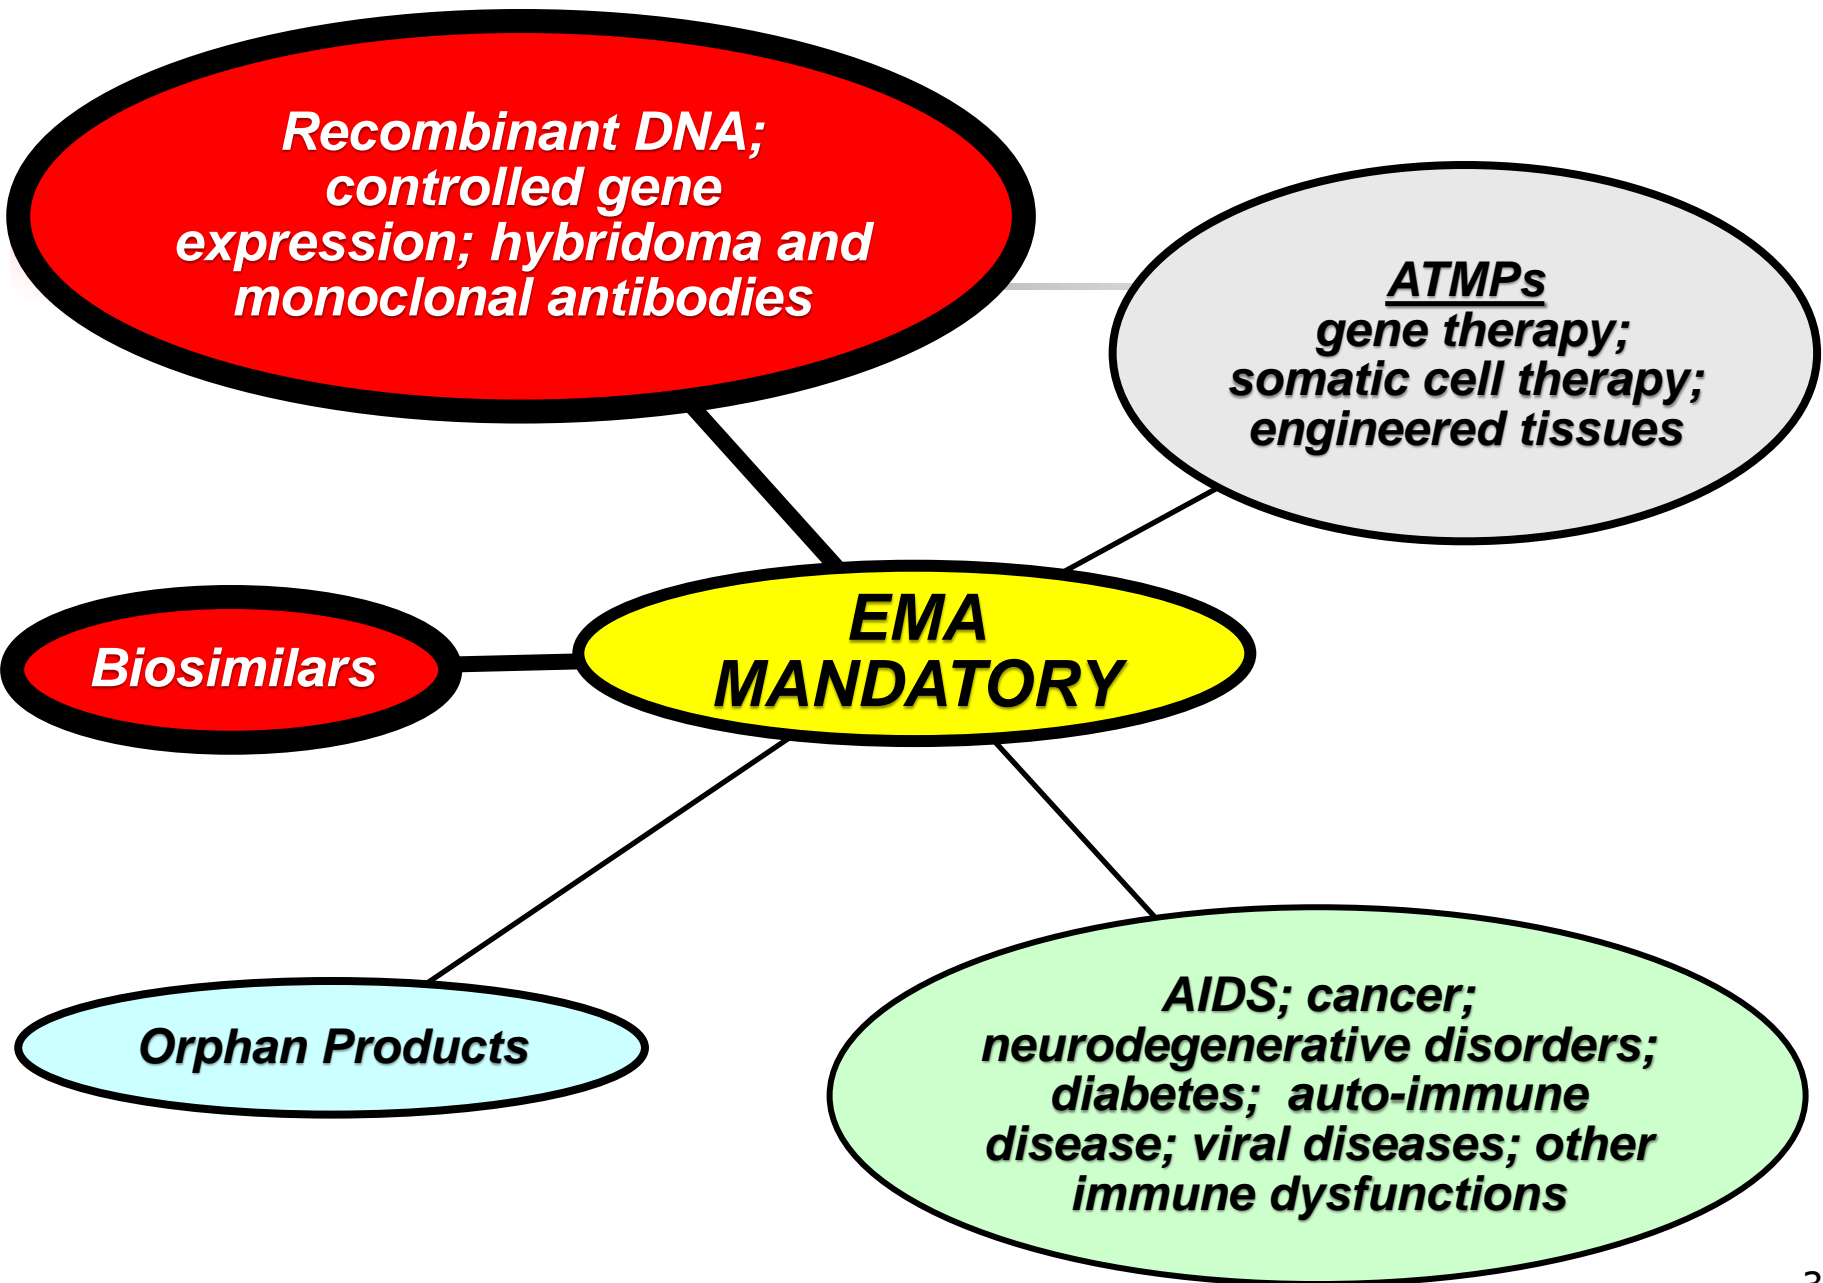 Recombinant DNA;
controlled gene
expression; hybridoma and
monoclonal antibodies
ATMPs
gene therapy;
somatic cell therapy;
engineered tissues
EMA
MANDATORY
Biosimilars
Orphan Products
AIDS; cancer;
neurodegenerative disorders;
diabetes;  auto-immune
disease; viral diseases; other
immune dysfunctions